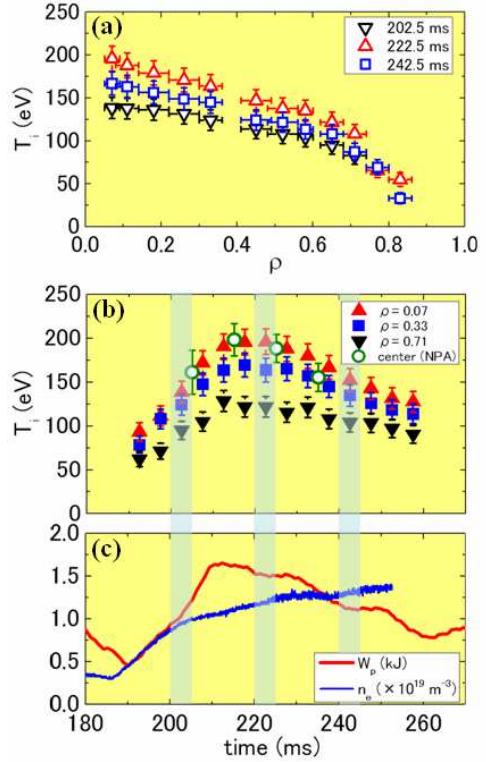 (a)
202.5 ms
222.5 ms
242.5 ms
250
200
150
100
50
0
T_i (eV)
0.0 0.2 0.4 0.6 0.8 1.0
ρ
(b)
ρ = 0.07
ρ = 0.33
ρ = 0.71
center (NPA)
250
200
150
100
50
0
T_i (eV)
(c)
2.0
1.5
1.0
0.5
0.0
W_p (kJ)
n_e (× 10^19 m^-3)
180 200 220 240 260
time (ms)